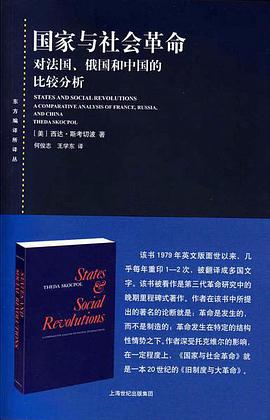 国家与社会革命
对法国、俄国和中国的
比较分析
STATES AND SOCIAL REVOLUTIONS
A COMPARATIVE ANALYSIS OF FRANCE, RUSSIA,
AND CHINA
THEDA SKOCPOL
[美] 西达·斯考切波 著
何俊志 王学东 译
东方编译所译丛
该书 1979 年英文版面世以来，几
乎每年重印 1—2 次，被翻译成多国文
字。该书被看作是第三代革命研究中的
晚期里程碑式著作。作者在该书中所提
出的著名的论断就是：革命是发生的，
而不是制造的，革命发生在特定的结构
性情势之下。作者深受托克维尔的影响，
在一定程度上，《国家与社会革命》就
是一本 20 世纪的《旧制度与大革命》。
THEDA SKOCPOL
States
&
Social
Revolutions
上海世纪出版集团